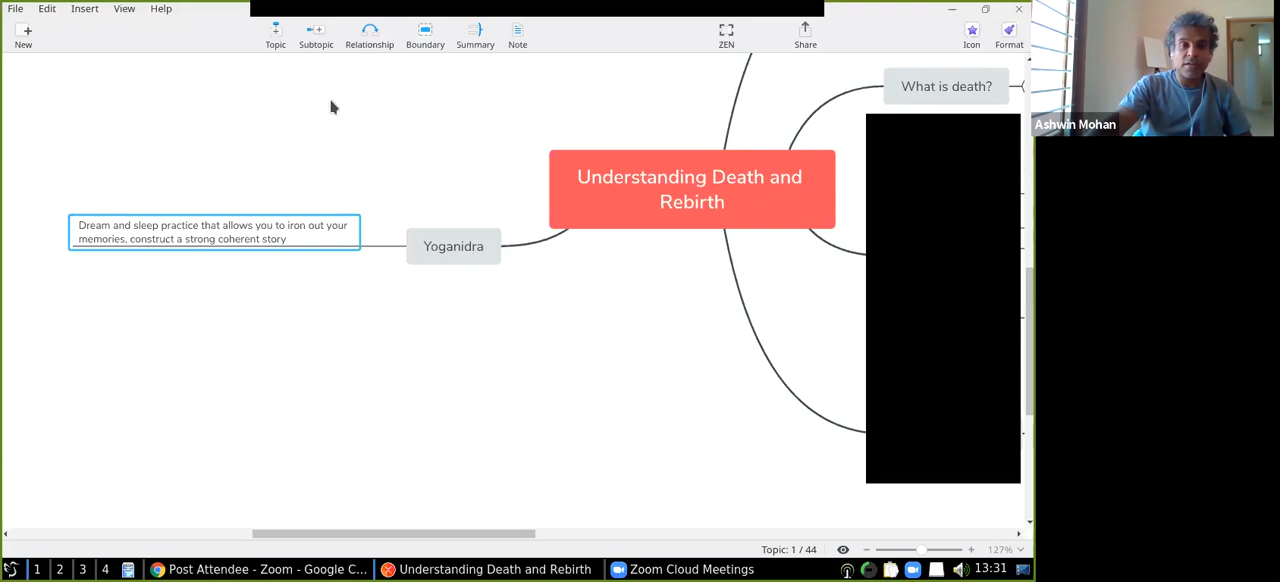 File Edit Insert View Help
New Topic Subtopic Relationship Boundary Summary Note ZEN Share Icon Format
What is death?
Ashwin Mohan
Understanding Death and
Rebirth
Dream and sleep practice that allows you to iron out your
memories, construct a strong coherent story
Yoganidra
Topic: 1 / 44 127%
1 2 3 4 Post Attendee - Zoom - Google C... Understanding Death and Rebirth Zoom Cloud Meetings 13:31